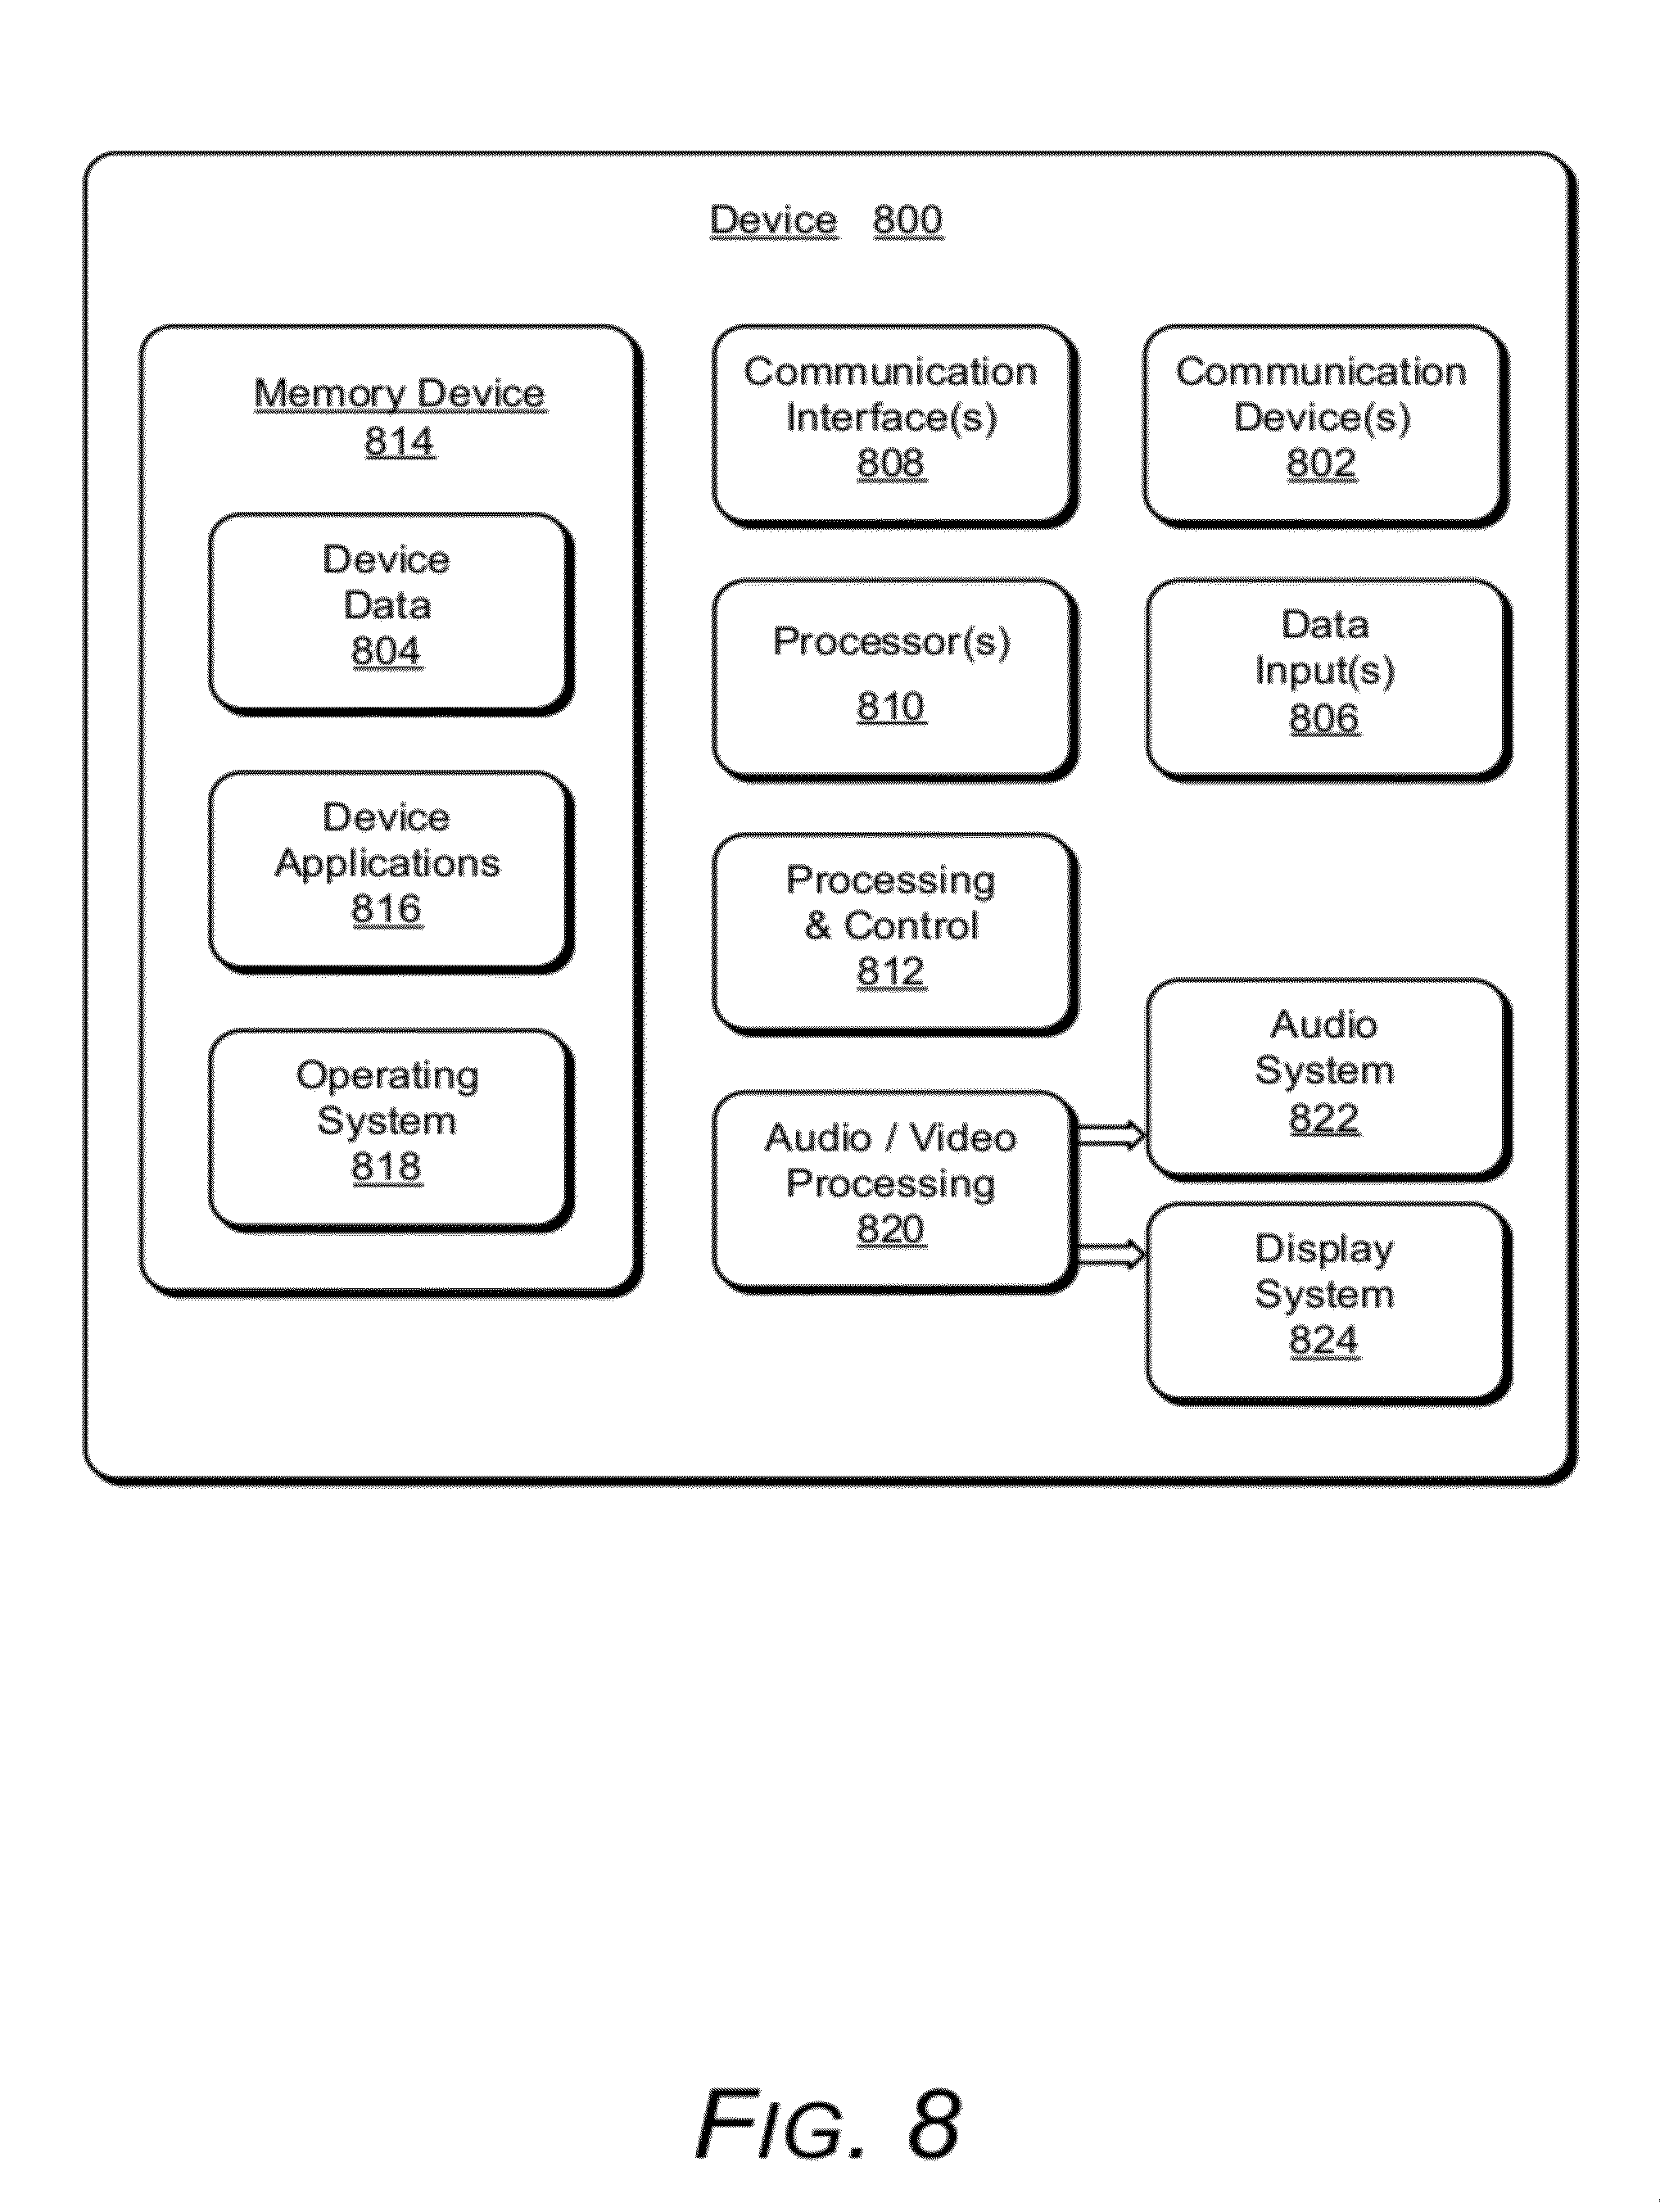 Device 800
Memory Device
814
Device
Data
804
Device
Applications
816
Operating
System
818
Communication
Interface(s)
808
Processor(s)
810
Processing
& Control
812
Audio / Video
Processing
820
Communication
Device(s)
802
Data
Input(s)
806
Audio
System
822
Display
System
824
FIG. 8